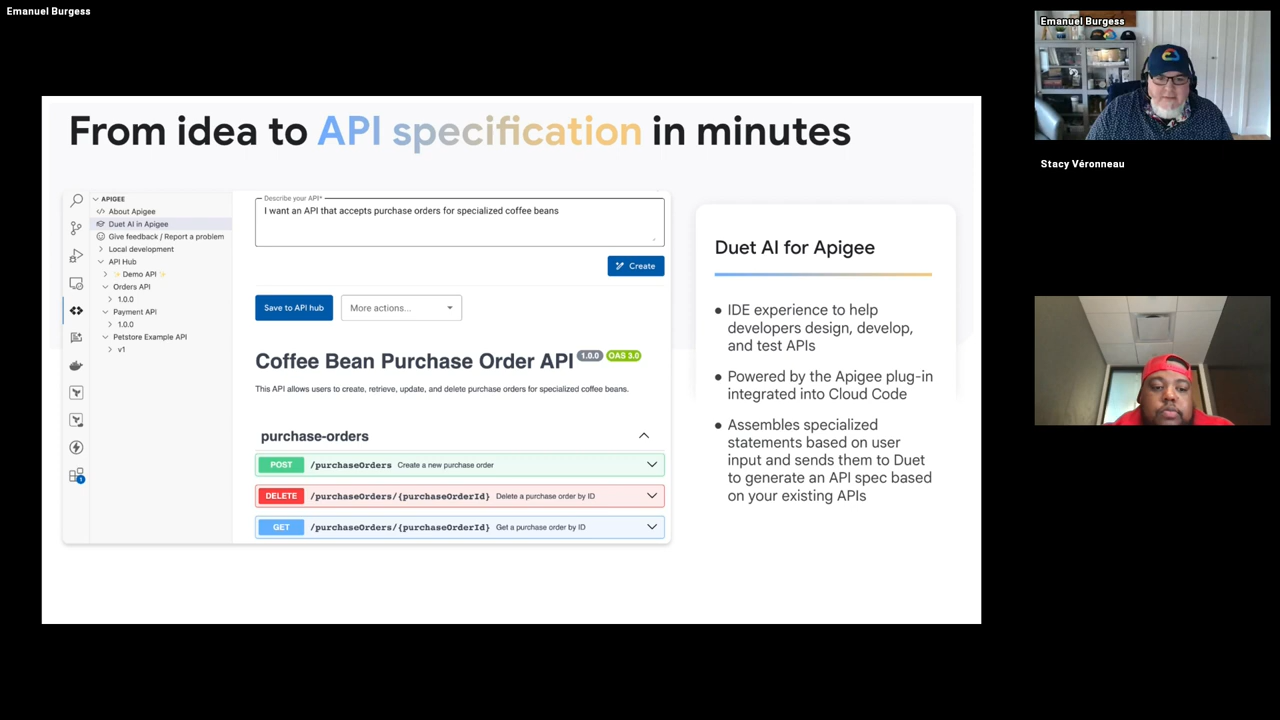 Emanuel Burgess
From idea to API specification in minutes
APIGEE
About Apigee
Duet AI in Apigee
Give feedback / Report a problem
Local development
API Hub
✨ Demo API ✨
Orders API
1.0.0
Payment API
1.0.0
Petstore Example API
v1
1
Describe your API*
I want an API that accepts purchase orders for specialized coffee beans
Create
Save to API hub
More actions...
Coffee Bean Purchase Order API 1.0.0 OAS 3.0
This API allows users to create, retrieve, update, and delete purchase orders for specialized coffee beans.
purchase-orders
POST /purchaseOrders Create a new purchase order
DELETE /purchaseOrders/{purchaseOrderId} Delete a purchase order by ID
GET /purchaseOrders/{purchaseOrderId} Get a purchase order by ID
Duet AI for Apigee
● IDE experience to help
developers design, develop,
and test APIs
● Powered by the Apigee plug-in
integrated into Cloud Code
● Assembles specialized
statements based on user
input and sends them to Duet
to generate an API spec based
on your existing APIs
Emanuel Burgess
Stacy Véronneau